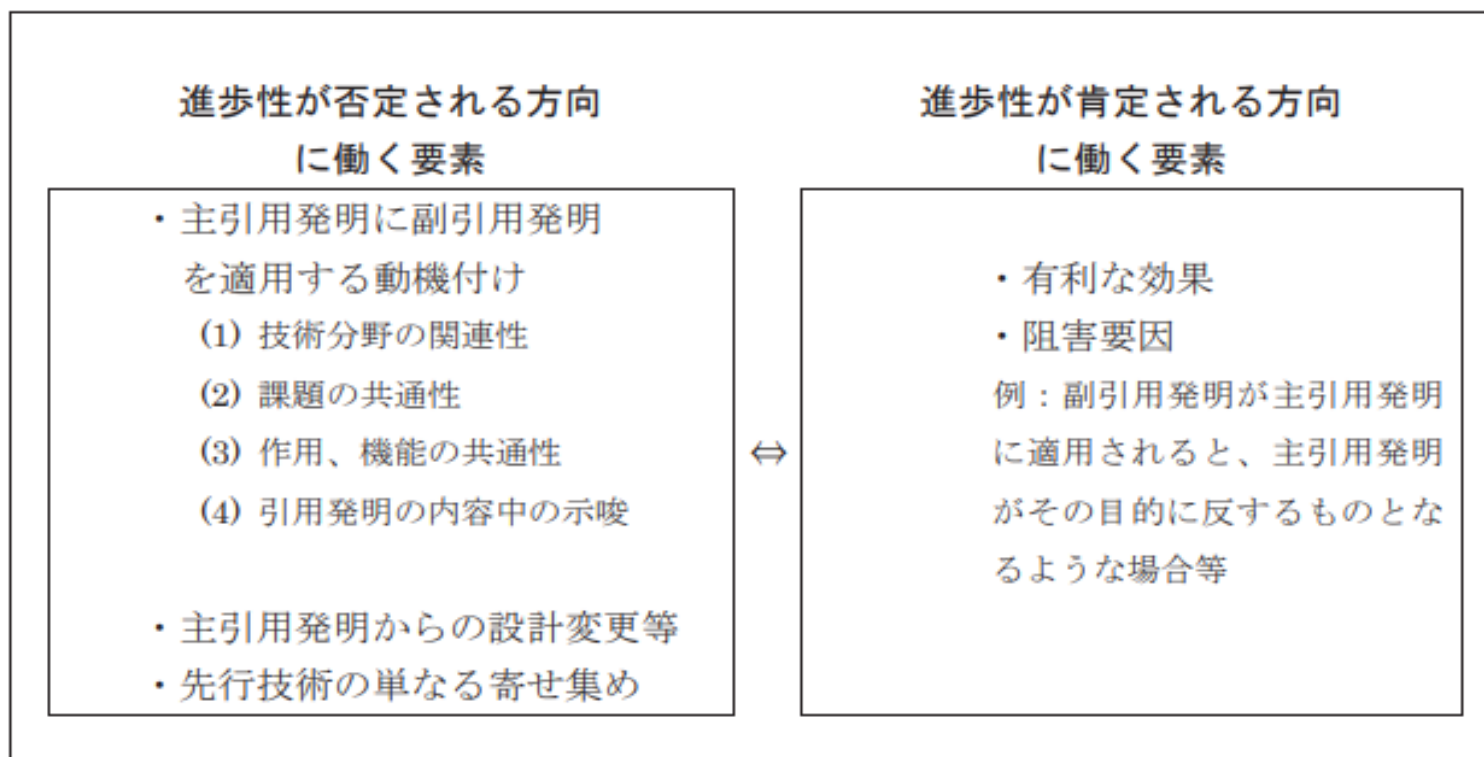 進歩性が否定される方向
に働く要素
・主引用発明に副引用発明
を適用する動機付け
(1) 技術分野の関連性
(2) 課題の共通性
(3) 作用、機能の共通性
(4) 引用発明の内容中の示唆
・主引用発明からの設計変更等
・先行技術の単なる寄せ集め
⇔
進歩性が肯定される方向
に働く要素
・有利な効果
・阻害要因
例：副引用発明が主引用発明
に適用されると、主引用発明
がその目的に反するものとな
るような場合等